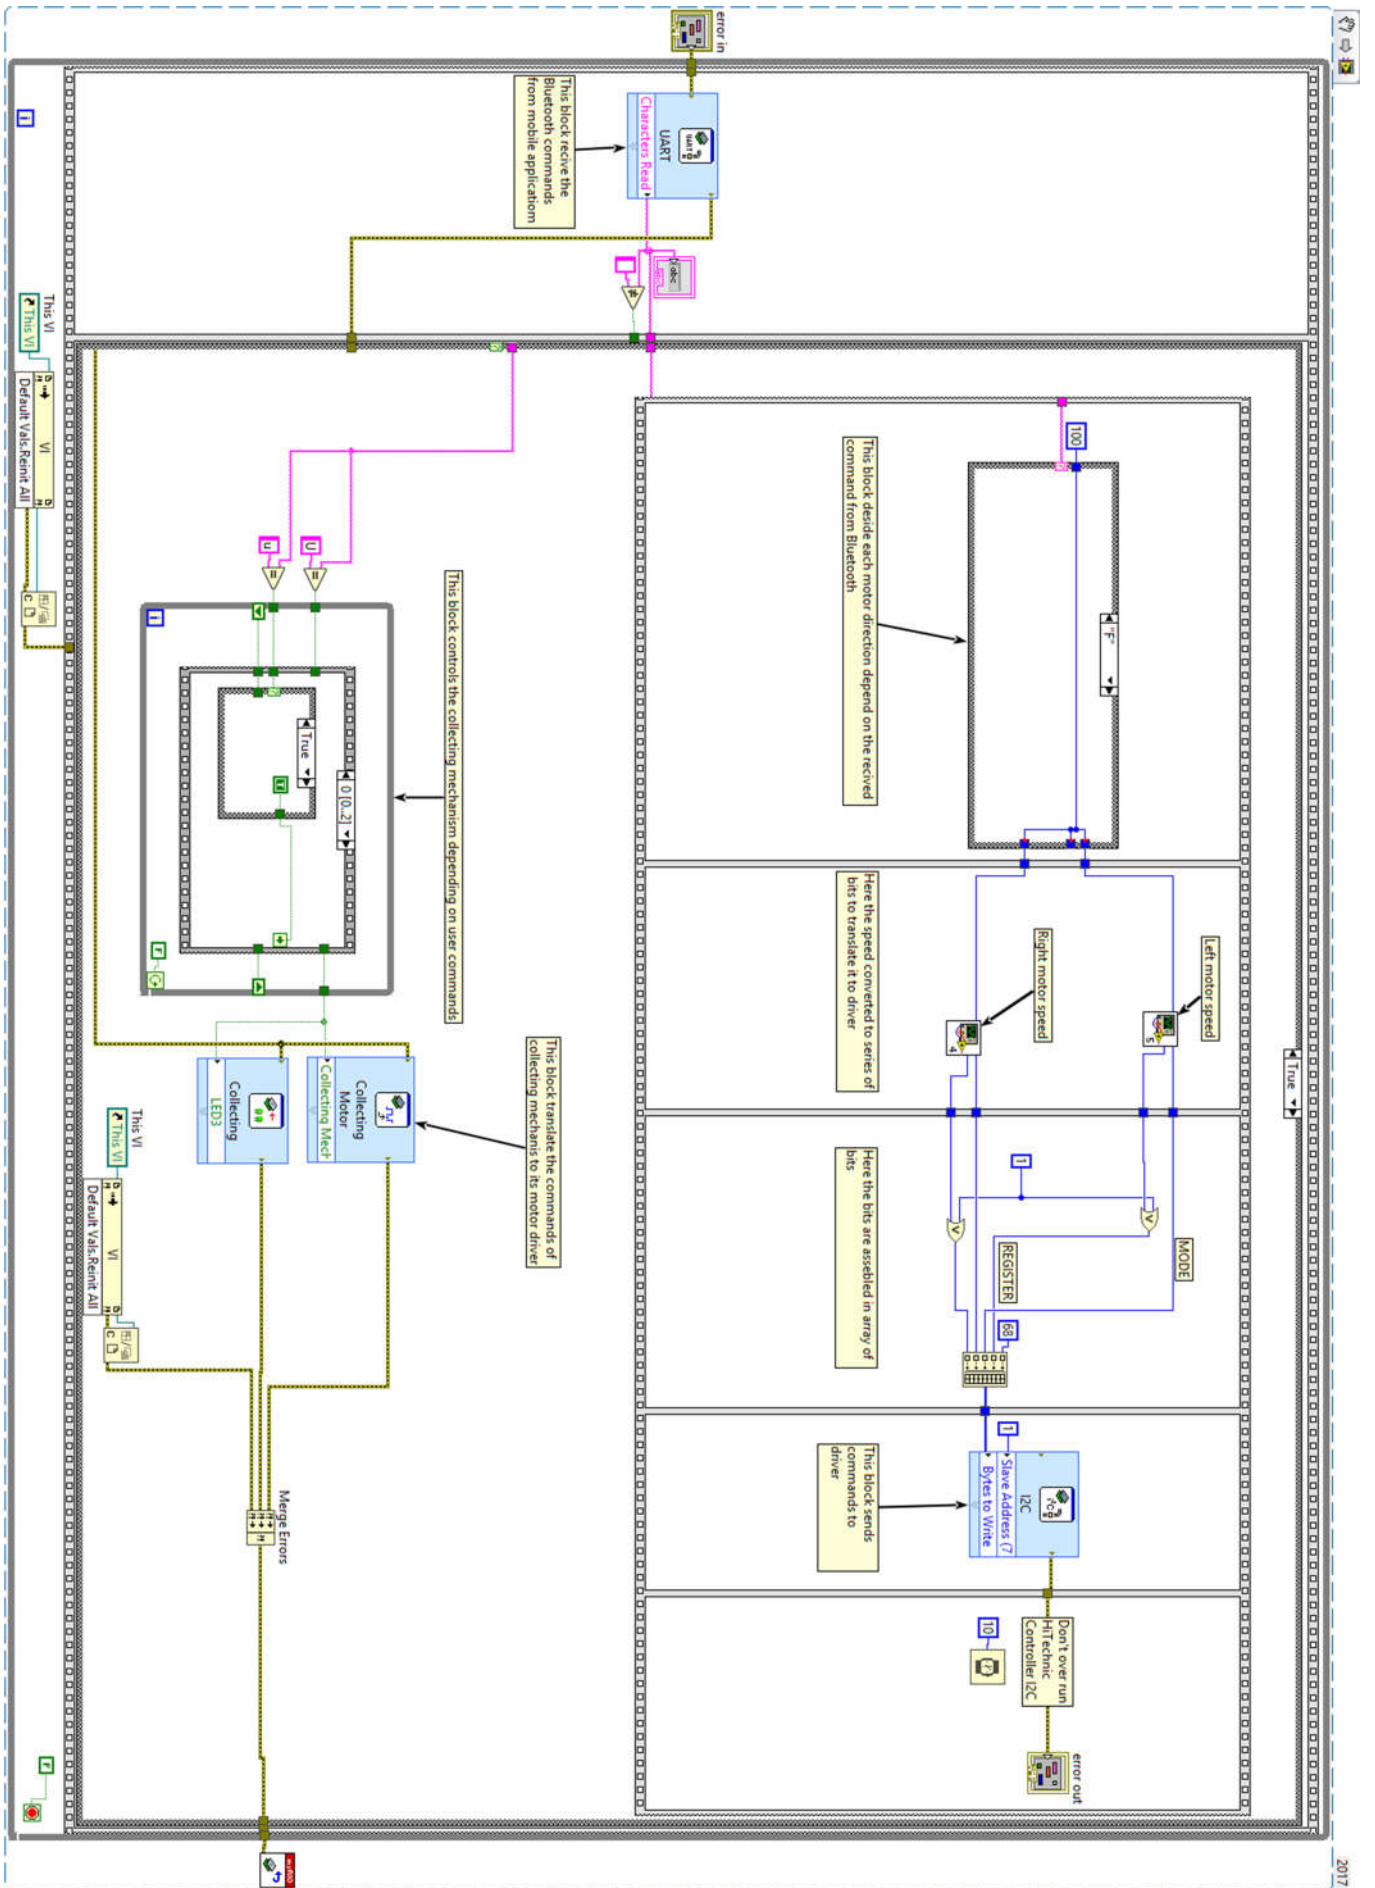 2017
error in
UART
UART
Characters Read
This block recive the
Bluetooth commands
from mobile applicatiom
abc
i
True
100
"F"
This block deside each motor direction depend on the recived
command from Bluetooth
Left motor speed
5
Right motor speed
4
Here the speed converted to series of
bits to translate it to driver
MODE
1
REGISTER
68
Here the bits are assebled in array of
bits
I2C
1
Slave Address (7
Bytes to Write
This block sends
commands to
driver
Don't over run
HiTechnic
Controller I2C
10
error out
This block controls the collecting mechanism depending on user commands
U
u
0 [0..2]
True
T
i
F
This block translate the commands of
collecting mechanis to its motor driver
Collecting
Motor
Collecting Mech
Collecting
LED3
This VI
This VI
VI
Default Vals.Reinit All
This VI
This VI
VI
Default Vals.Reinit All
Merge Errors
F
myRIO